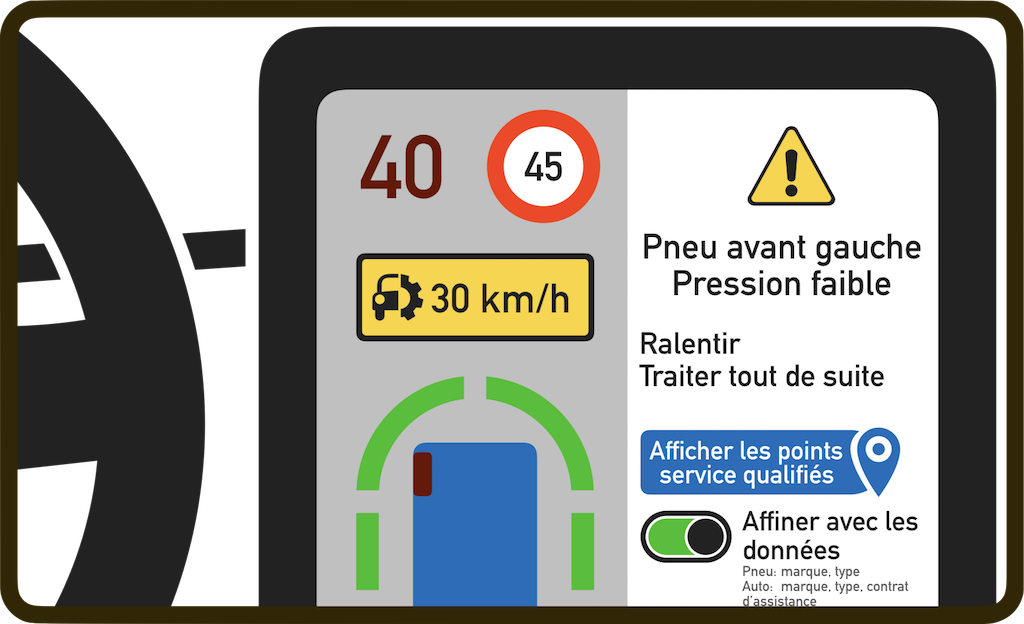 40
45
30 km/h
Pneu avant gauche
Pression faible
Ralentir
Traiter tout de suite
Afficher les points
service qualifiés
Affiner avec les
données
Pneu: marque, type
Auto: marque, type, contrat
d'assistance